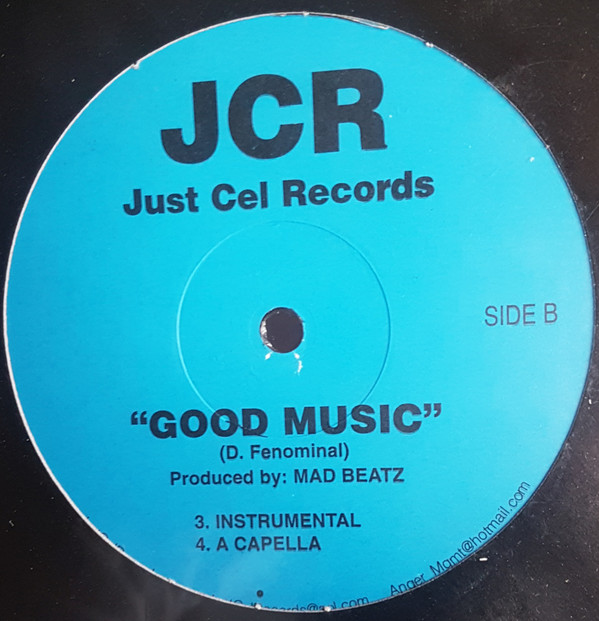 JCR
Just Cel Records
SIDE B
“GOOD MUSIC”
(D. Fenominal)
Produced by: MAD BEATZ
3. INSTRUMENTAL
4. A CAPELLA
Anger_Mgmt@hotmail.com